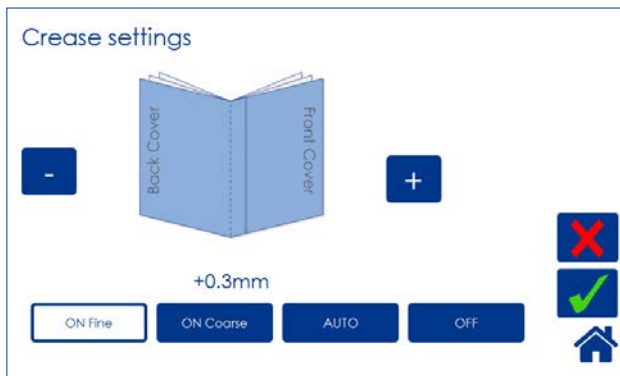 Crease settings
Back Cover
Front Cover
-
+
+0.3mm
ON Fine
ON Coarse
AUTO
OFF